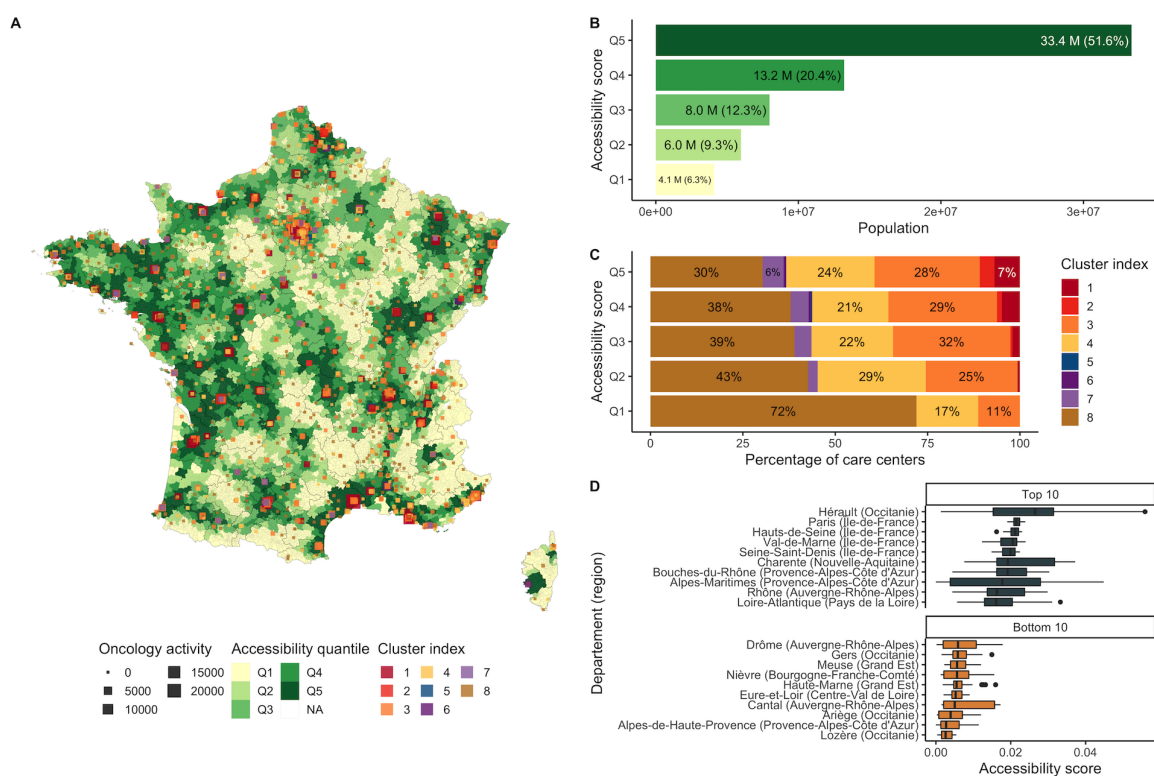 A
Oncology activity
0
5000
10000
15000
20000
Accessibility quantile
Q1
Q2
Q3
Q4
Q5
NA
Cluster index
1
2
3
4
5
6
7
8
B
Accessibility score
Q5
33.4 M (51.6%)
Q4
13.2 M (20.4%)
Q3
8.0 M (12.3%)
Q2
6.0 M (9.3%)
Q1
4.1 M (6.3%)
0e+00 1e+07 2e+07 3e+07
Population
C
Accessibility score
Q5 30% 6% 24% 28% 7%
Q4 38% 21% 29%
Q3 39% 22% 32%
Q2 43% 29% 25%
Q1 72% 17% 11%
0 25 50 75 100
Percentage of care centers
Cluster index
1
2
3
4
5
6
7
8
D
Departement (region)
Top 10
Hérault (Occitanie)
Paris (Ile-de-France)
Hauts-de-Seine (Ile-de-France)
Val-de-Marne (Ile-de-France)
Seine-Saint-Denis (Ile-de-France)
Charente (Nouvelle-Aquitaine)
Bouches-du-Rhône (Provence-Alpes-Côte d'Azur)
Alpes-Maritimes (Provence-Alpes-Côte d'Azur)
Rhône (Auvergne-Rhône-Alpes)
Loire-Atlantique (Pays de la Loire)
Bottom 10
Drôme (Auvergne-Rhône-Alpes)
Gers (Occitanie)
Meuse (Grand Est)
Nièvre (Bourgogne-Franche-Comté)
Haute-Marne (Grand Est)
Eure-et-Loir (Centre-Val de Loire)
Cantal (Auvergne-Rhône-Alpes)
Ariège (Occitanie)
Alpes-de-Haute-Provence (Provence-Alpes-Côte d'Azur)
Lozère (Occitanie)
0.00 0.02 0.04
Accessibility score